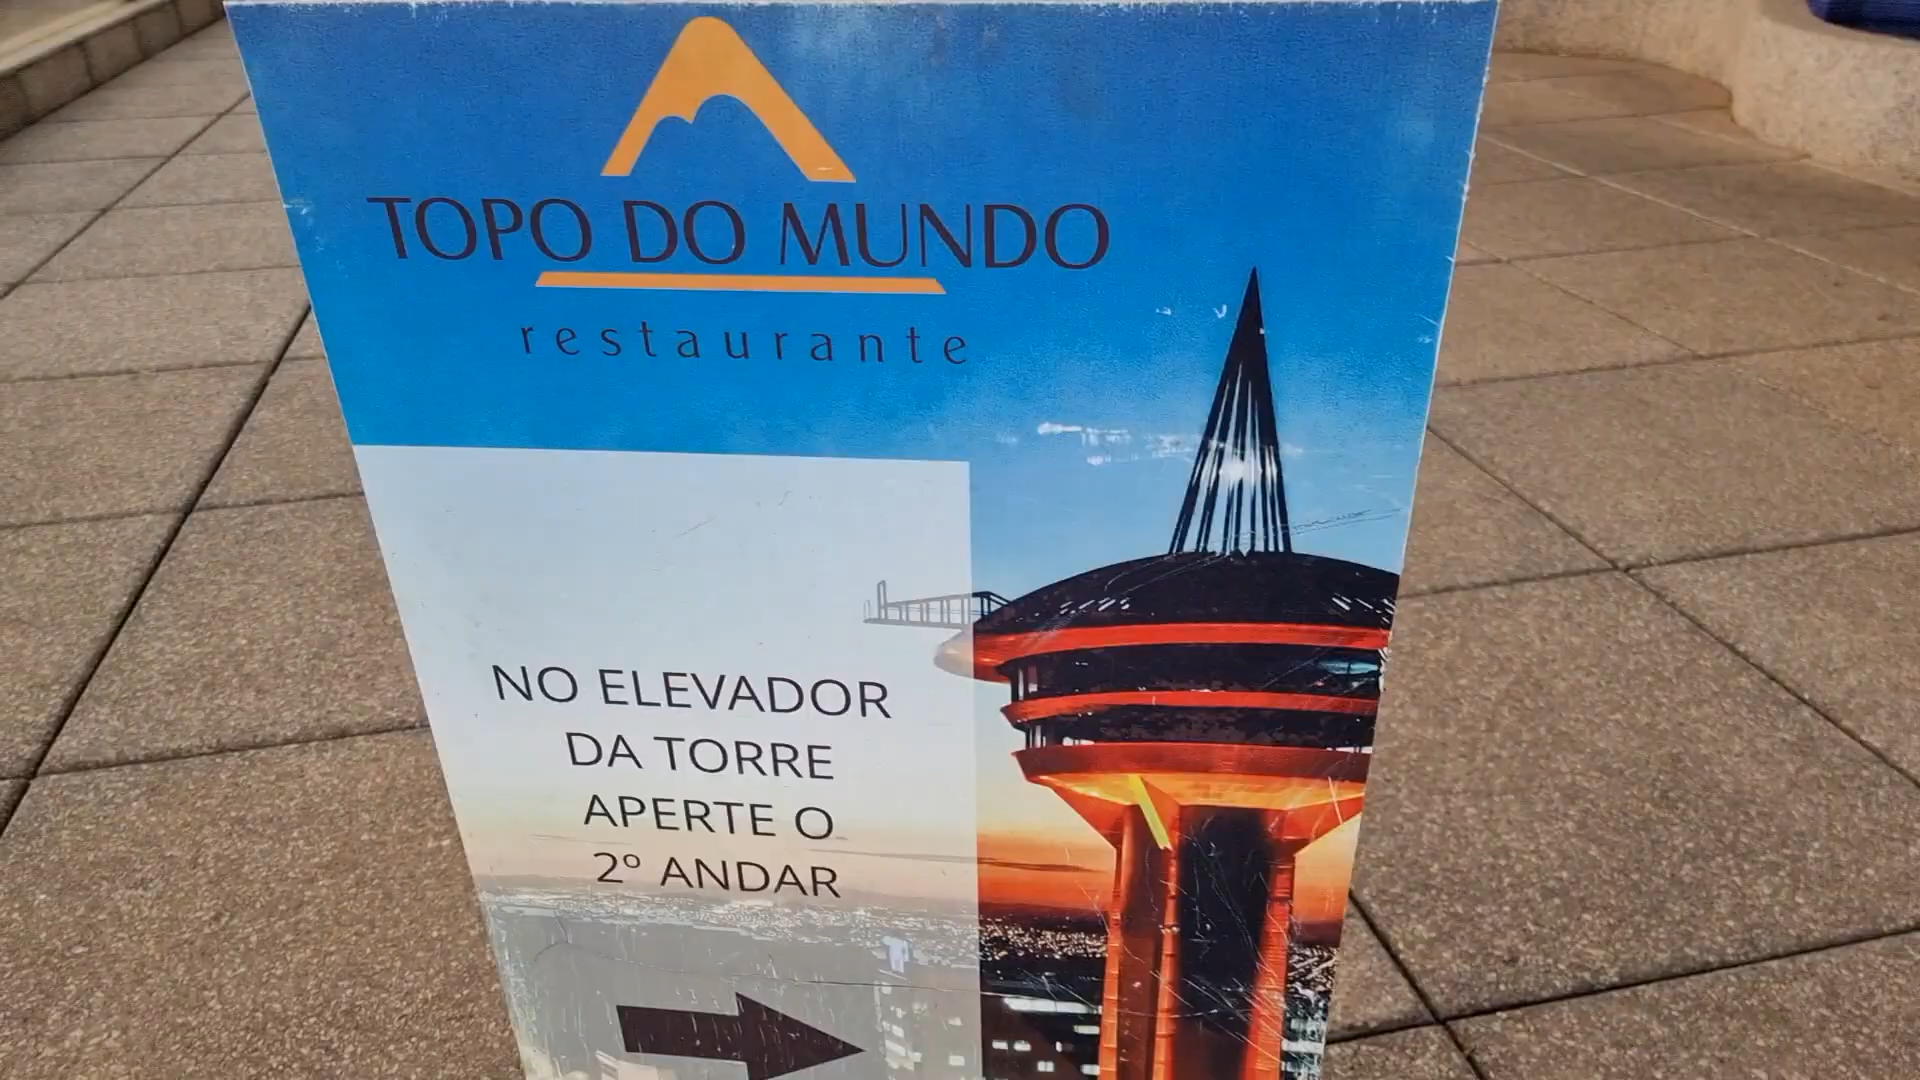 TOPO DO MUNDO
restaurante
NO ELEVADOR
DA TORRE
APERTE O
2º ANDAR